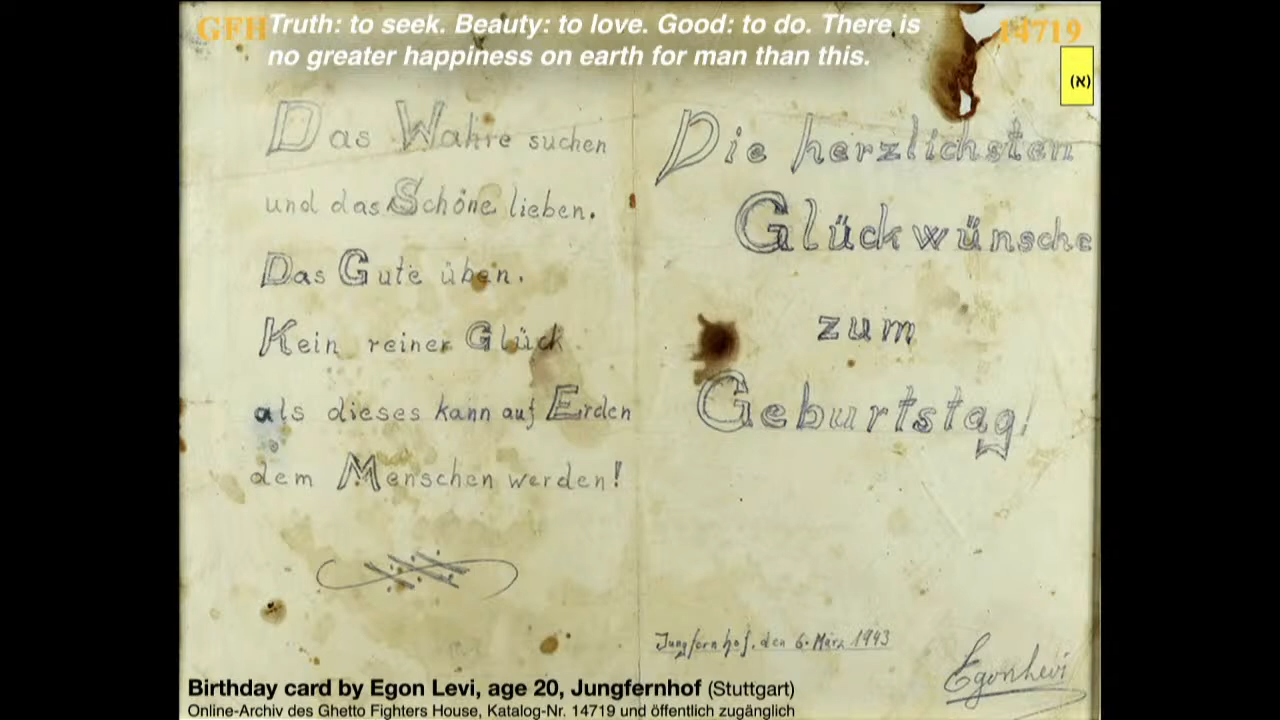 GFH
14719
Truth: to seek. Beauty: to love. Good: to do. There is
no greater happiness on earth for man than this.
(א)
Das Wahre suchen
und das Schöne lieben.
Das Gute üben.
Kein reiner Glück
als dieses kann auf Erden
dem Menschen werden!
Die herzlichsten
Glückwünsche
zum
Geburtstag!
Jungfernhof, den 6. März 1943
Egon Levi
Birthday card by Egon Levi, age 20, Jungfernhof (Stuttgart)
Online-Archiv des Ghetto Fighters House, Katalog-Nr. 14719 und öffentlich zugänglich